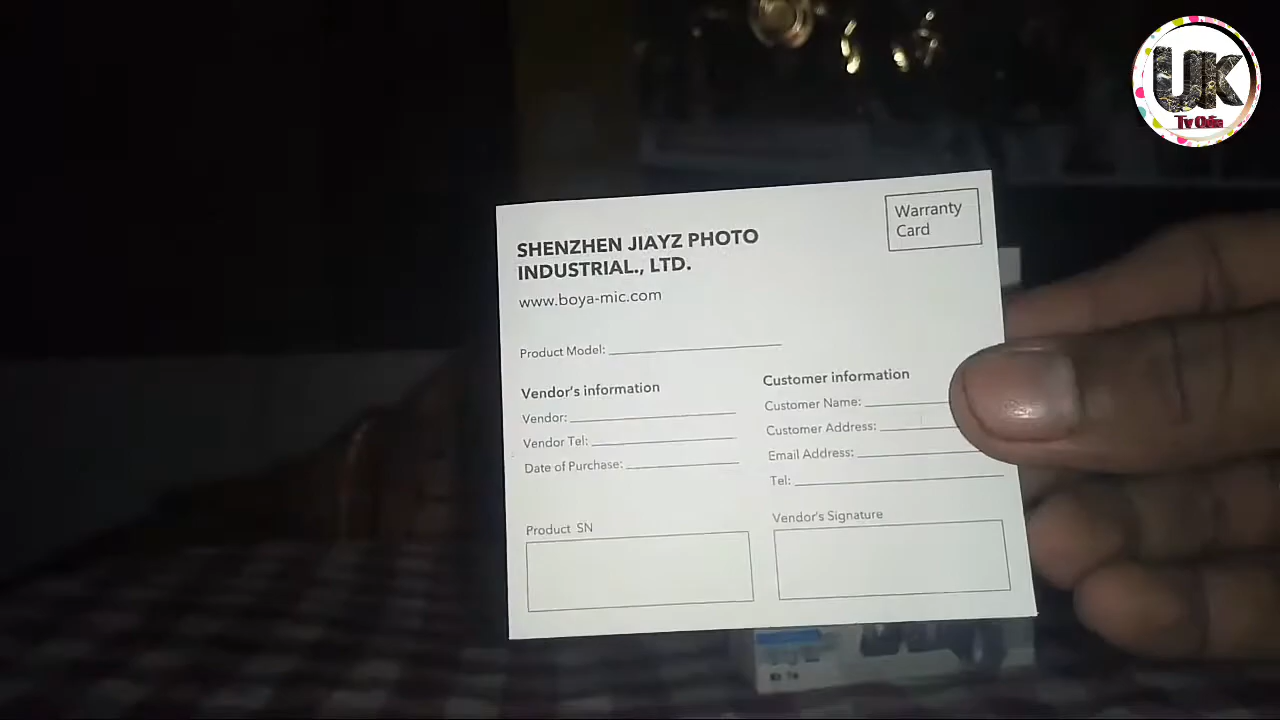 UK
Tv Odia
Warranty
Card
SHENZHEN JIAYZ PHOTO
INDUSTRIAL., LTD.
www.boya-mic.com
Product Model:
Vendor's information
Vendor:
Vendor Tel:
Date of Purchase:
Customer information
Customer Name:
Customer Address:
Email Address:
Tel:
Product SN
Vendor's Signature